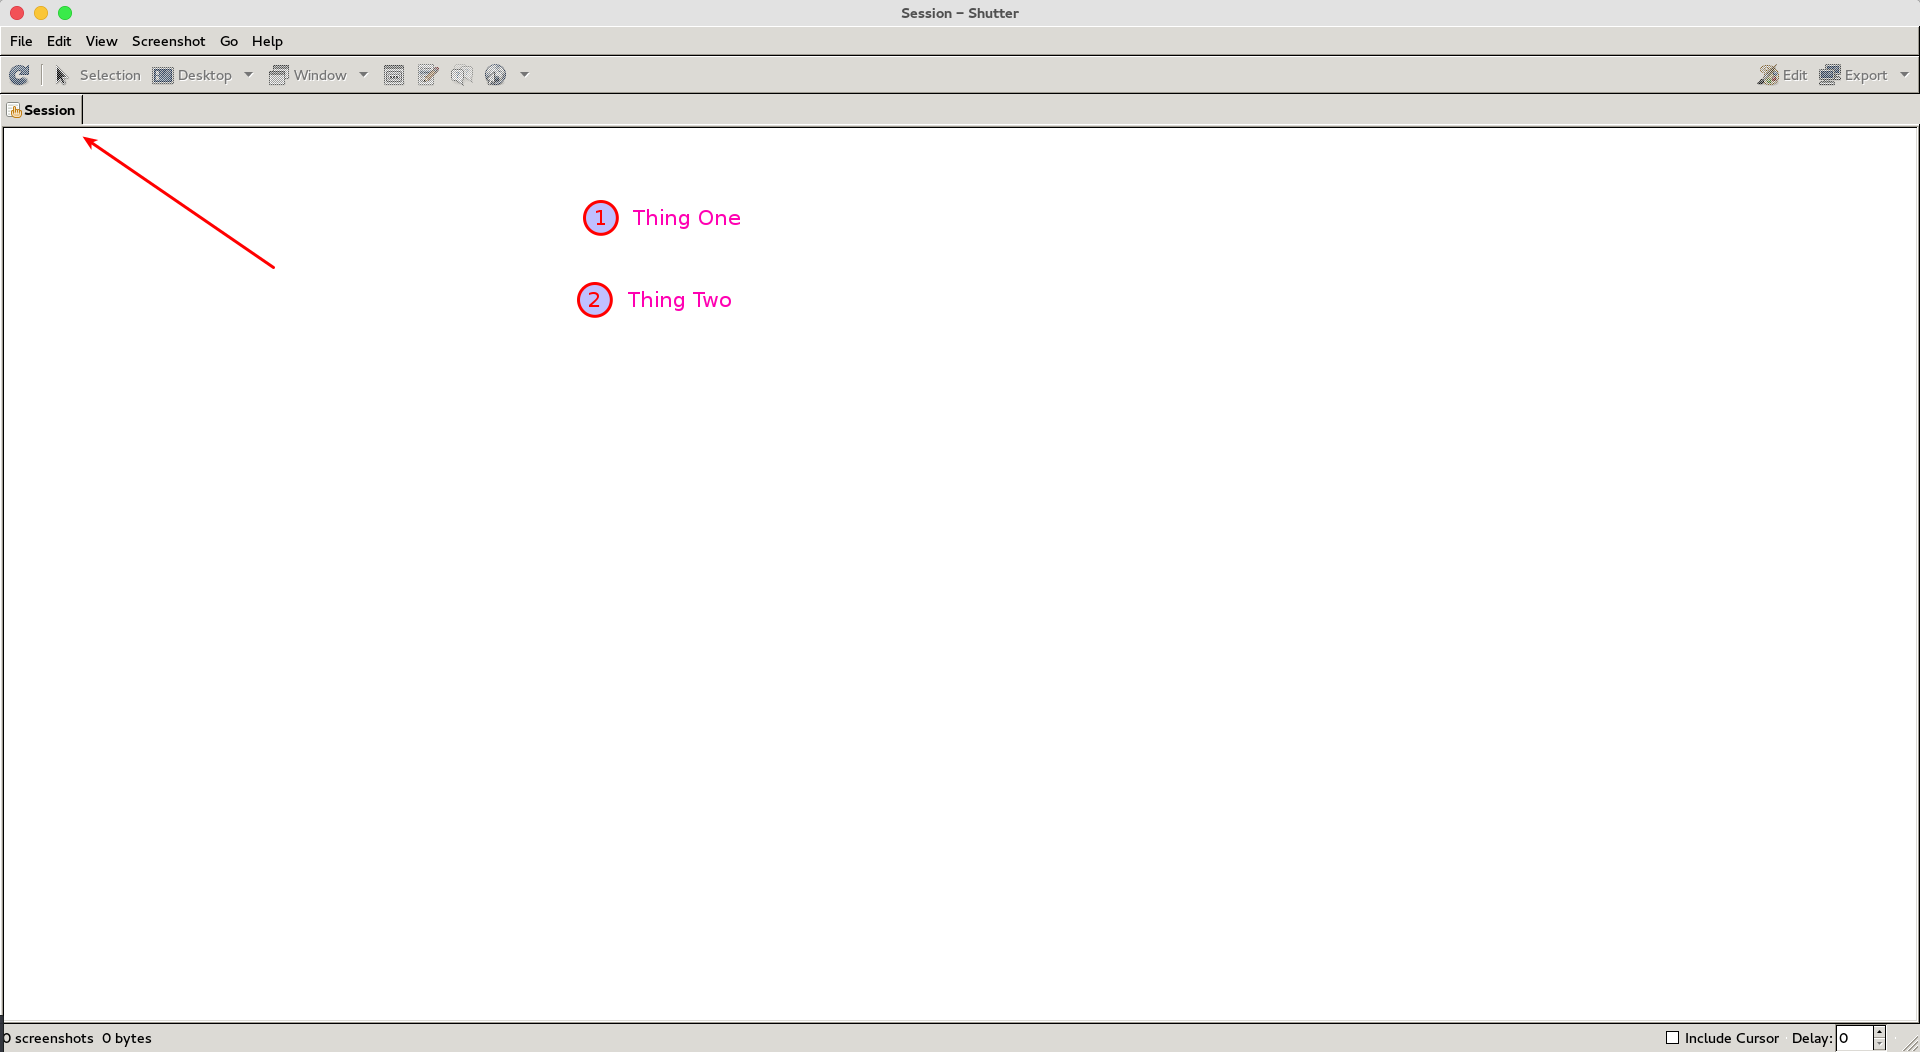 Session – Shutter
File Edit View Screenshot Go Help
Selection Desktop Window Edit Export
Session
1 Thing One
2 Thing Two
0 screenshots 0 bytes Include Cursor Delay: 0